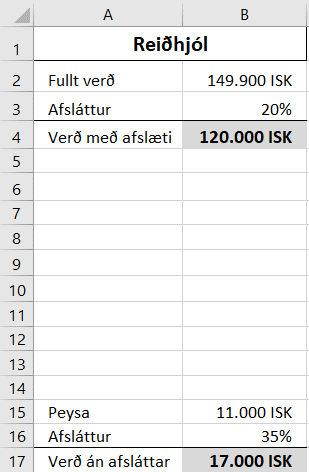 A B
1 Reiðhjól
2 Fullt verð 149.900 ISK
3 Afsláttur 20%
4 Verð með afslæti 120.000 ISK
5
6
7
8
9
10
11
12
13
14
15 Peysa 11.000 ISK
16 Afsláttur 35%
17 Verð án afsláttar 17.000 ISK